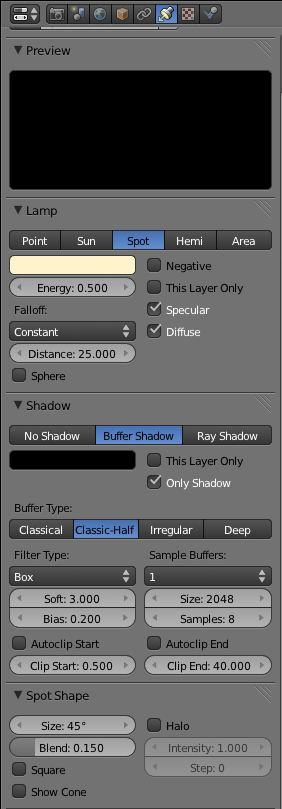 Preview
Lamp
Point Sun Spot Hemi Area
Negative
Energy: 0.500 This Layer Only
Falloff: Specular
Constant Diffuse
Distance: 25.000
Sphere
Shadow
No Shadow Buffer Shadow Ray Shadow
This Layer Only
Only Shadow
Buffer Type:
Classical Classic-Half Irregular Deep
Filter Type: Sample Buffers:
Box 1
Soft: 3.000 Size: 2048
Bias: 0.200 Samples: 8
Autoclip Start Autoclip End
Clip Start: 0.500 Clip End: 40.000
Spot Shape
Size: 45° Halo
Blend: 0.150 Intensity: 1.000
Square Step: 0
Show Cone